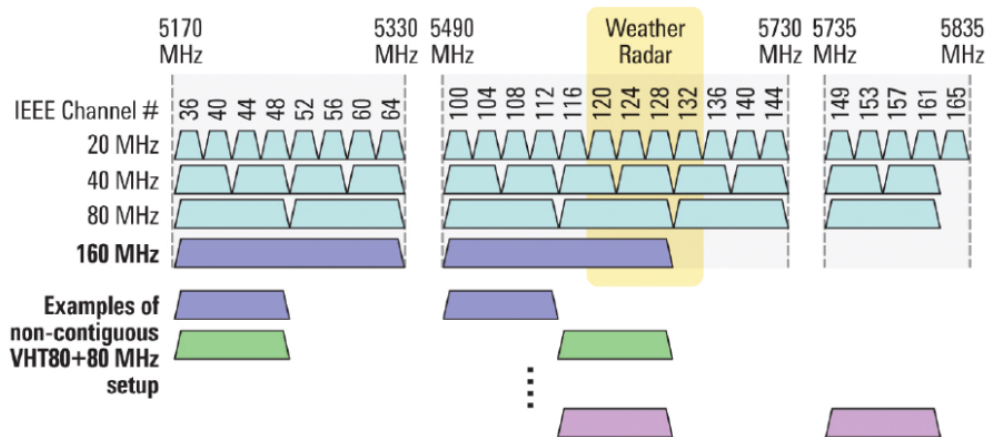 5170 MHz
5330 MHz
5490 MHz
Weather Radar
5730 MHz
5735 MHz
5835 MHz
IEEE Channel #
36 40 44 48 52 56 60 64 100 104 108 112 116 120 124 128 132 136 140 144 149 153 157 161 165
20 MHz
40 MHz
80 MHz
160 MHz
Examples of
non-contiguous
VHT80+80 MHz
setup